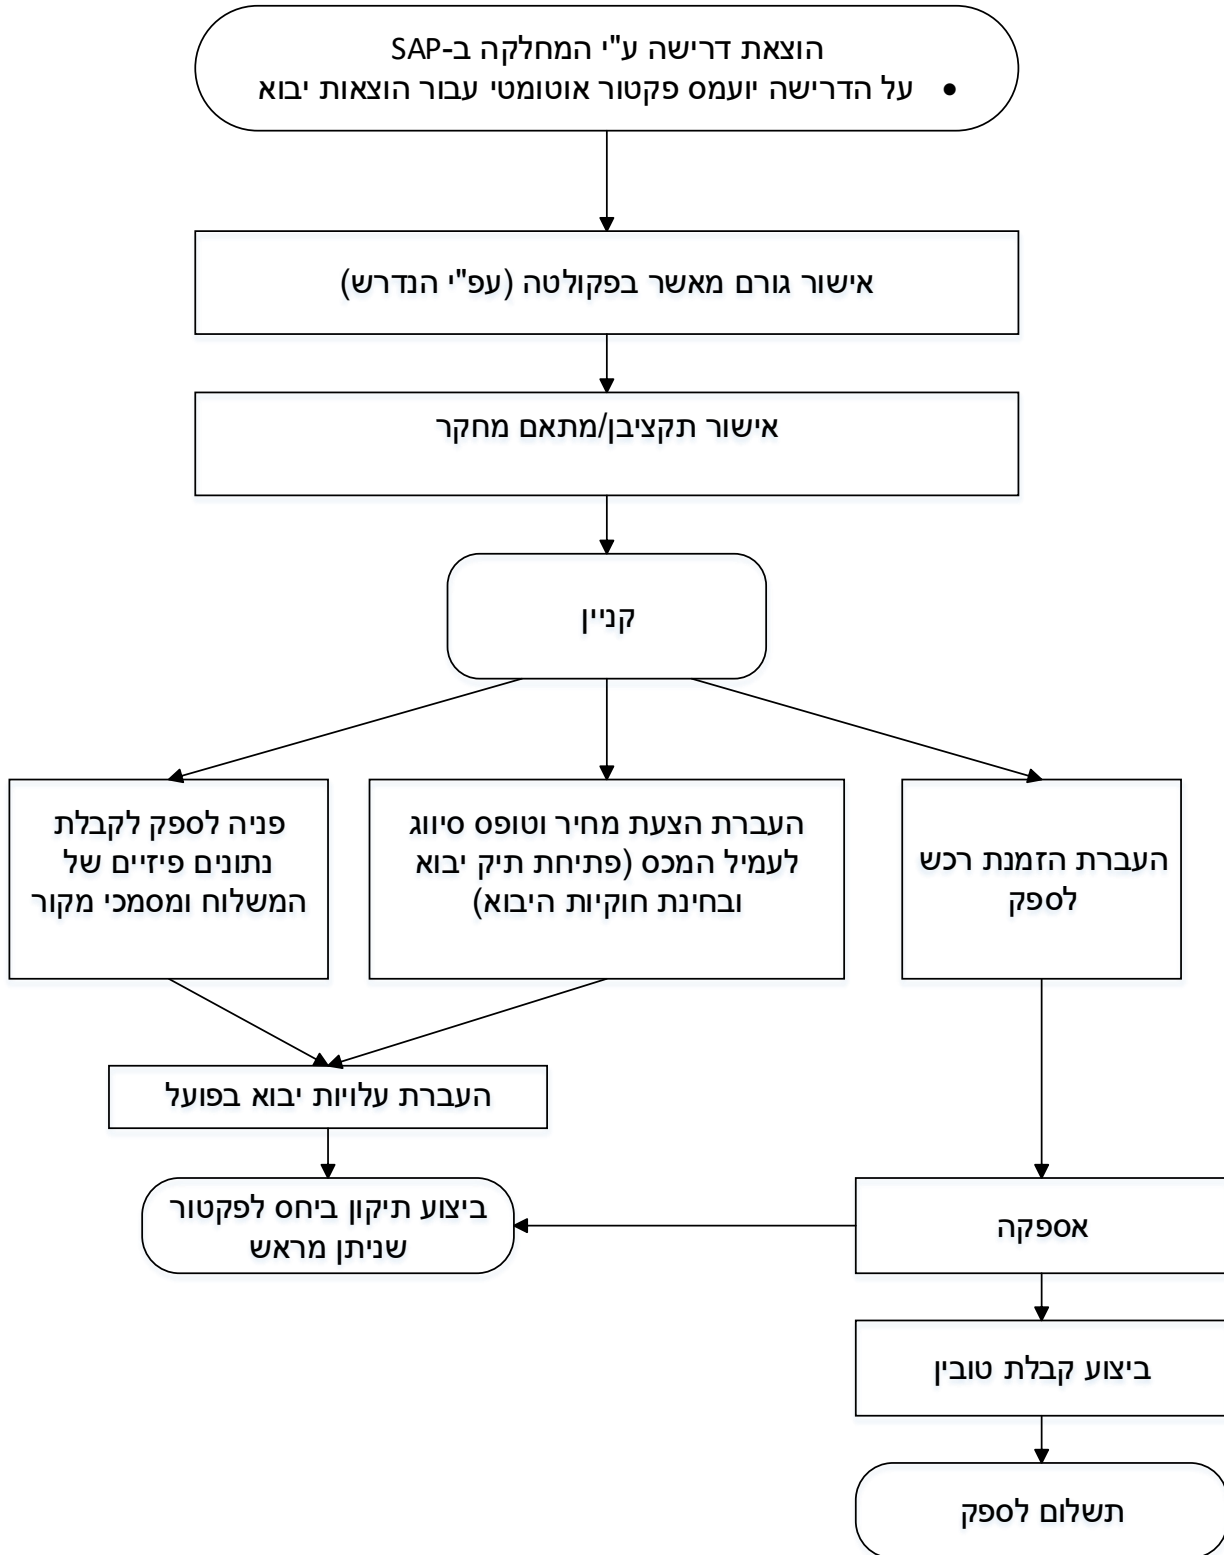 הוצאת דרישה ע"י המחלקה ב-SAP
• על הדרישה יועמס פקטור אוטומטי עבור הוצאות יבוא
אישור גורם מאשר בפקולטה (עפ"י הנדרש)
אישור תקציבן/מתאם מחקר
קניין
העברת הזמנת רכש
לספק
העברת הצעת מחיר וטופס סיווג
לעמיל המכס (פתיחת תיק יבוא
ובחינת חוקיות היבוא)
פניה לספק לקבלת
נתונים פיזיים של
המשלוח ומסמכי מקור
העברת עלויות יבוא בפועל
ביצוע תיקון ביחס לפקטור
שניתן מראש
אספקה
ביצוע קבלת טובין
תשלום לספק